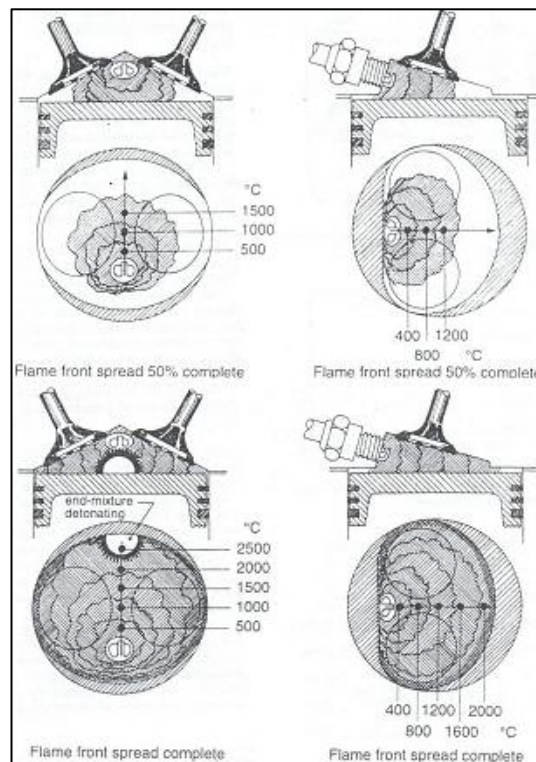 °C
1500
1000
500
400
1200
800
°C
Flame front spread 50% complete
Flame front spread 50% complete
end-mixture
detonating
°C
2500
2000
1500
1000
500
400
1200
2000
800
1600
°C
Flame front spread complete
Flame front spread complete